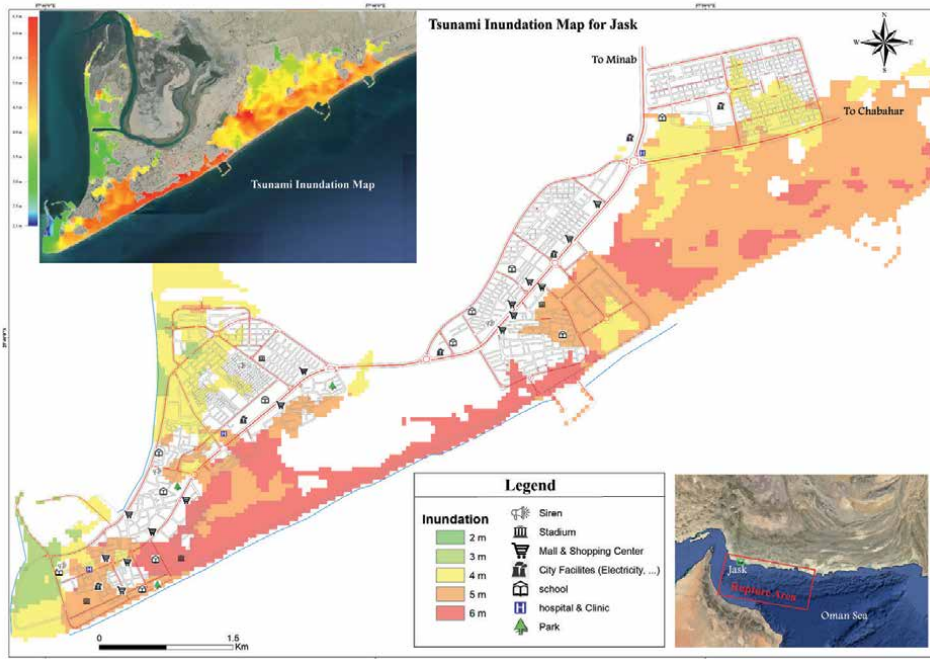 Tsunami Inundation Map for Jask
N
W
E
S
To Minab
To Chabahar
Tsunami Inundation Map
Legend
Inundation
2 m
3 m
4 m
5 m
6 m
Siren
Stadium
Mall & Shopping Center
City Facilites (Electricity, ...)
school
H hospital & Clinic
Park
0 1.5
Km
Jask
Rupture Area
Oman Sea